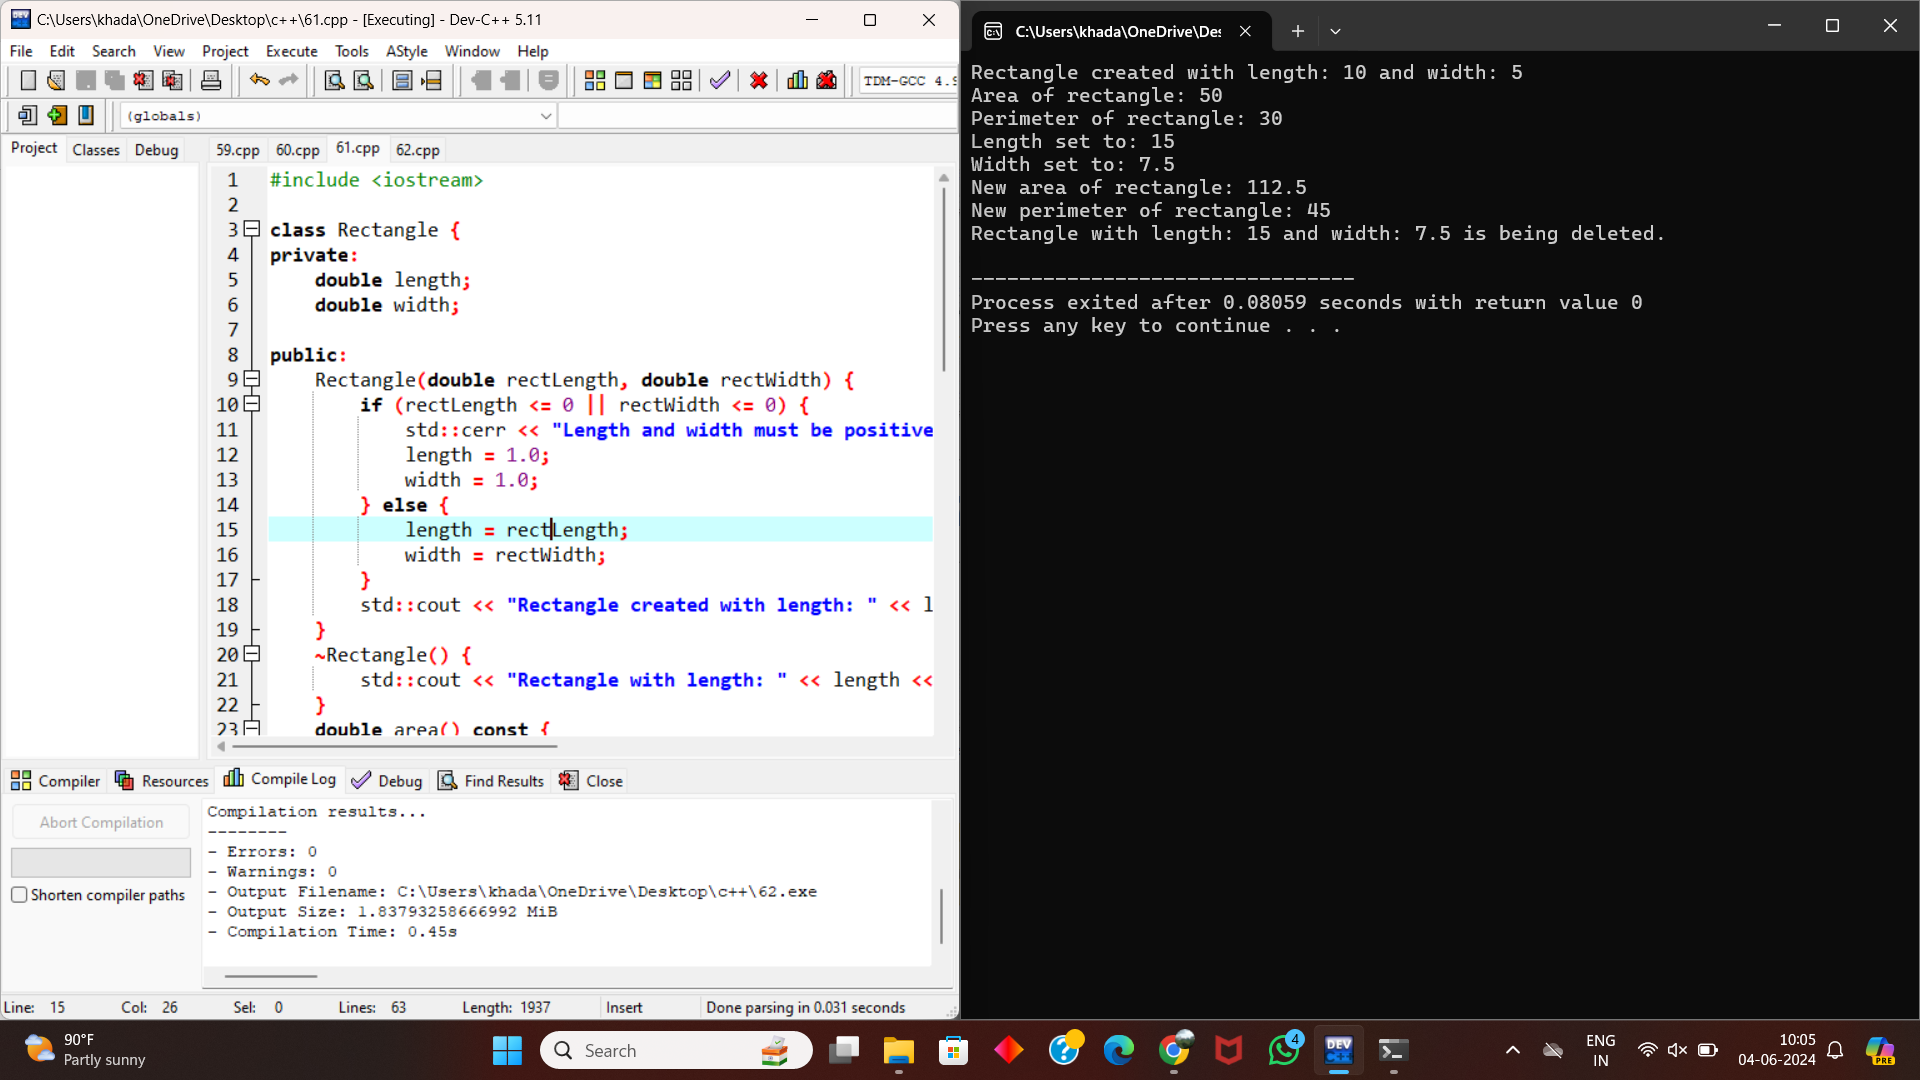 C:\Users\khada\OneDrive\Desktop\c++\61.cpp - [Executing] - Dev-C++ 5.11
File Edit Search View Project Execute Tools AStyle Window Help
TDM-GCC 4.9
(globals)
Project Classes Debug
59.cpp 60.cpp 61.cpp 62.cpp
1 #include <iostream>
2
3 class Rectangle {
4 private:
5 double length;
6 double width;
7
8 public:
9 Rectangle(double rectLength, double rectWidth) {
10 if (rectLength <= 0 || rectWidth <= 0) {
11 std::cerr << "Length and width must be positive
12 length = 1.0;
13 width = 1.0;
14 } else {
15 length = rectLength;
16 width = rectWidth;
17 }
18 std::cout << "Rectangle created with length: " << l
19 }
20 ~Rectangle() {
21 std::cout << "Rectangle with length: " << length <<
22 }
23 double area() const {
Compiler Resources Compile Log Debug Find Results Close
Abort Compilation
Shorten compiler paths
Compilation results...
--------
- Errors: 0
- Warnings: 0
- Output Filename: C:\Users\khada\OneDrive\Desktop\c++\62.exe
- Output Size: 1.83793258666992 MiB
- Compilation Time: 0.45s
Line: 15 Col: 26 Sel: 0 Lines: 63 Length: 1937 Insert Done parsing in 0.031 seconds
C:\Users\khada\OneDrive\Des
Rectangle created with length: 10 and width: 5
Area of rectangle: 50
Perimeter of rectangle: 30
Length set to: 15
Width set to: 7.5
New area of rectangle: 112.5
New perimeter of rectangle: 45
Rectangle with length: 15 and width: 7.5 is being deleted.
--------------------------------
Process exited after 0.08059 seconds with return value 0
Press any key to continue . . .
90°F
Partly sunny
Search
DEV
C++
4
ENG
IN
10:05
04-06-2024
PRE